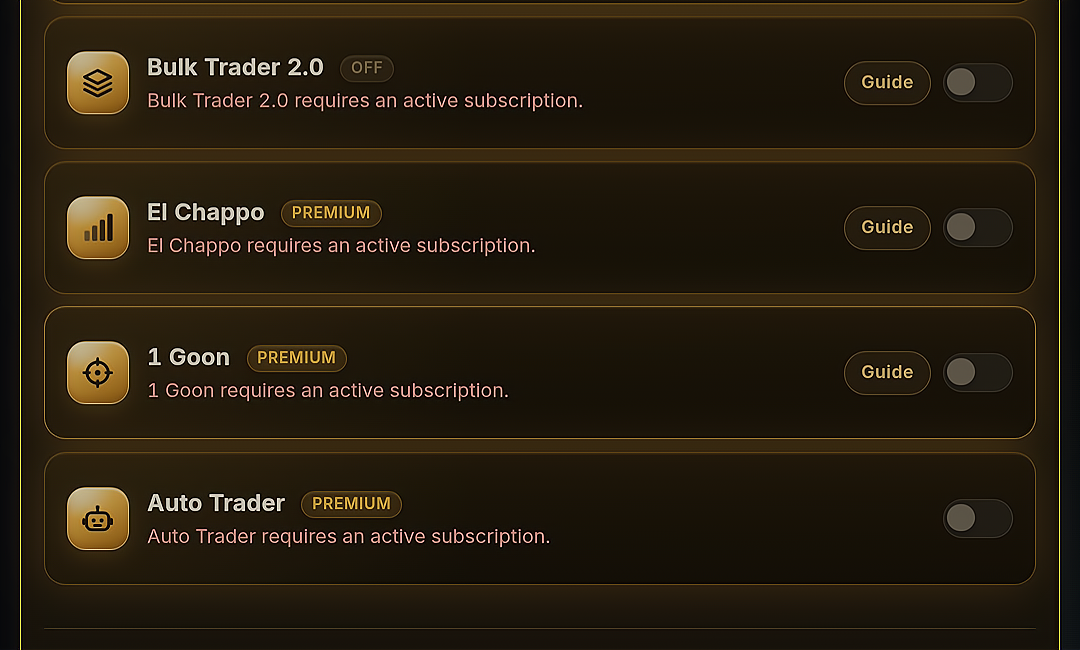 Bulk Trader 2.0 OFF
Bulk Trader 2.0 requires an active subscription.
Guide
El Chappo PREMIUM
El Chappo requires an active subscription.
Guide
1 Goon PREMIUM
1 Goon requires an active subscription.
Guide
Auto Trader PREMIUM
Auto Trader requires an active subscription.